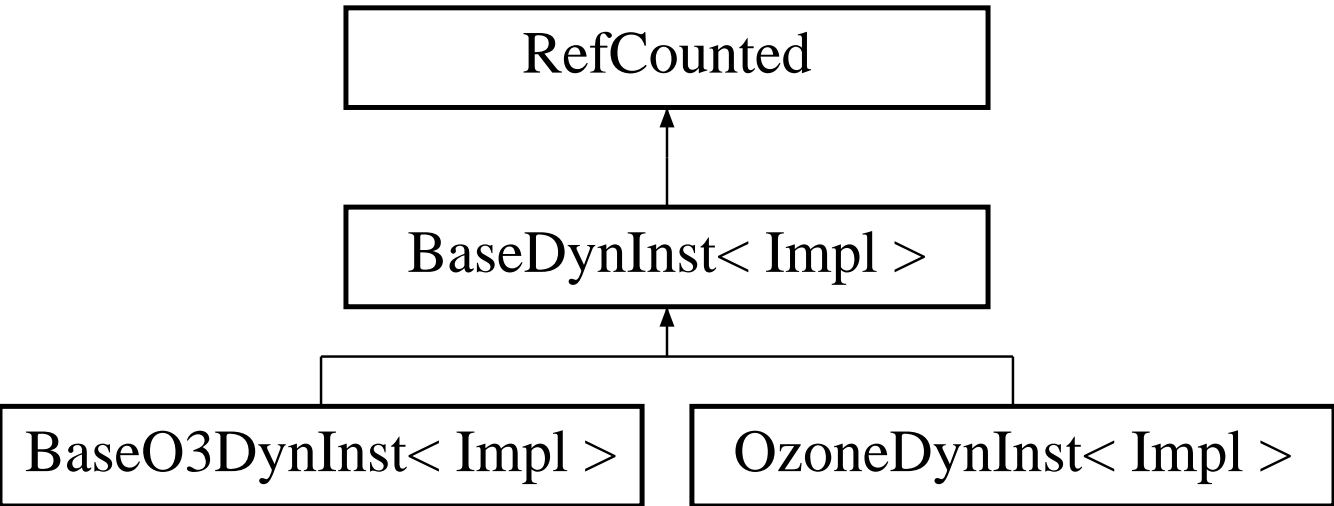 RefCounted
BaseDynInst< Impl >
BaseO3DynInst< Impl >
OzoneDynInst< Impl >